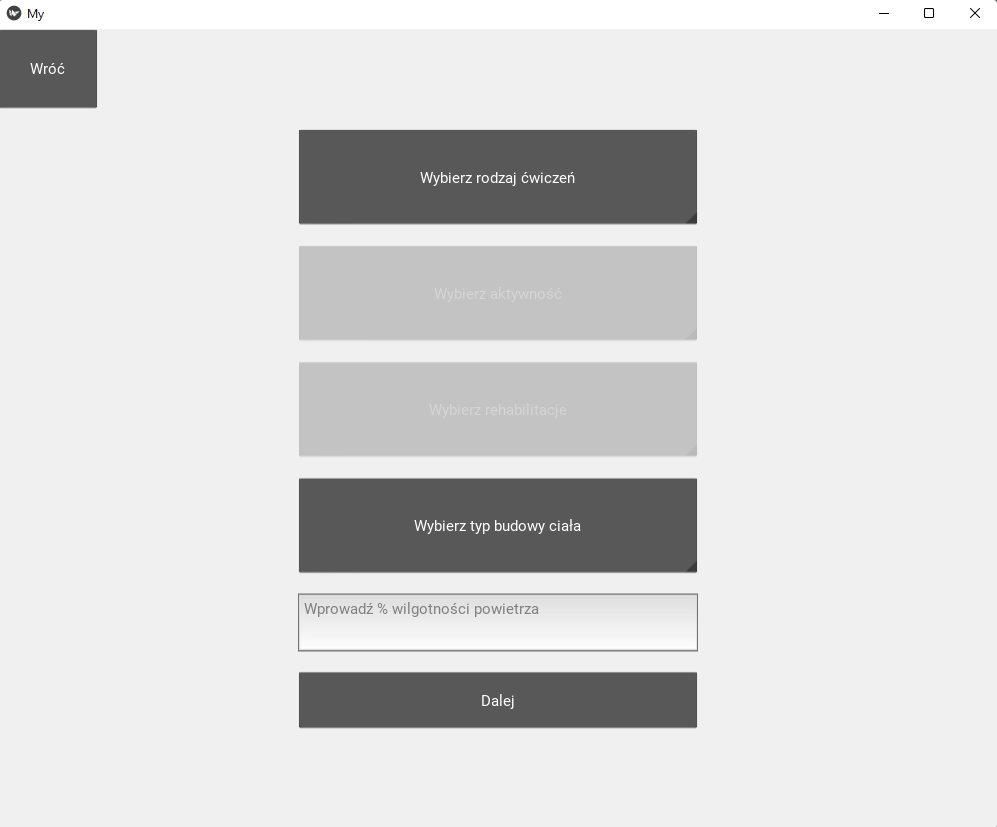 My
Wróć
Wybierz rodzaj ćwiczeń
Wybierz aktywność
Wybierz rehabilitacje
Wybierz typ budowy ciała
Wprowadź % wilgotności powietrza
Dalej